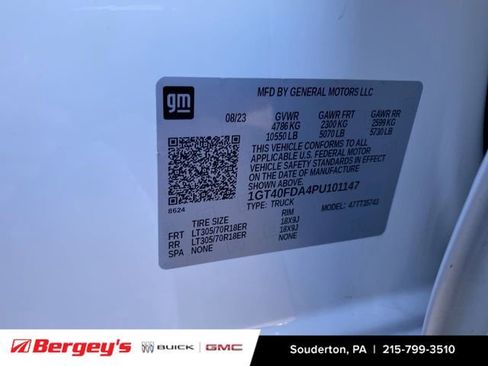 gm
MFD BY GENERAL MOTORS LLC
08/23 GVWR GAWR FRT GAWR RR
4786 KG 2300 KG 2599 KG
10550 LB 5070 LB 5730 LB
THIS VEHICLE CONFORMS TO ALL
APPLICABLE U.S. FEDERAL MOTOR
VEHICLE SAFETY STANDARDS IN EFFECT
ON THE DATE OF MANUFACTURE SHOWN ABOVE.
1GT40FDA4PU101147
TYPE: TRUCK
8624
TIRE SIZE RIM
FRT LT305/70R18ER 18X9J
RR LT305/70R18ER 18X9J
SPA NONE NONE
Bergey's BUICK GMC
Souderton, PA | 215-799-3510